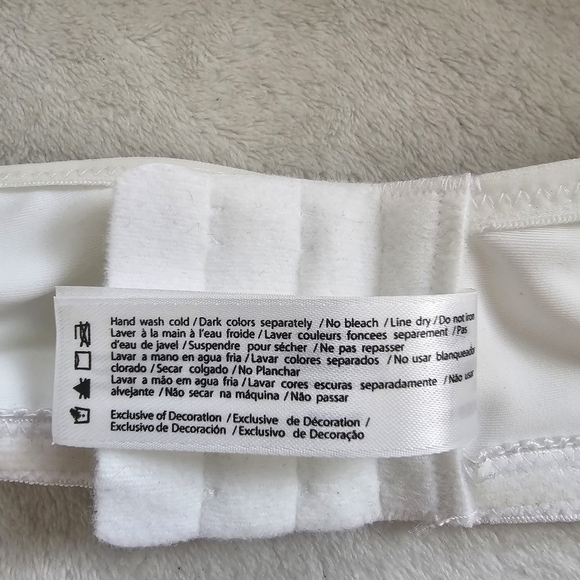 Hand wash cold / Dark colors separately / No bleach / Line dry / Do not iron
Laver à la main à l'eau froide / Laver couleurs foncees separement / Pas
d'eau de javel / Suspendre pour sécher / Ne pas repasser
Lavar a mano en agua fria / Lavar colores separados / No usar blanqueador
clorado / Secar colgado / No Planchar
Lavar a mão em agua fria / Lavar cores escuras separadamente / Não usar
alvejante / Não secar na máquina / Não passar
Exclusive of Decoration / Exclusive de Décoration /
Exclusivo de Decoración / Exclusivo de Decoração